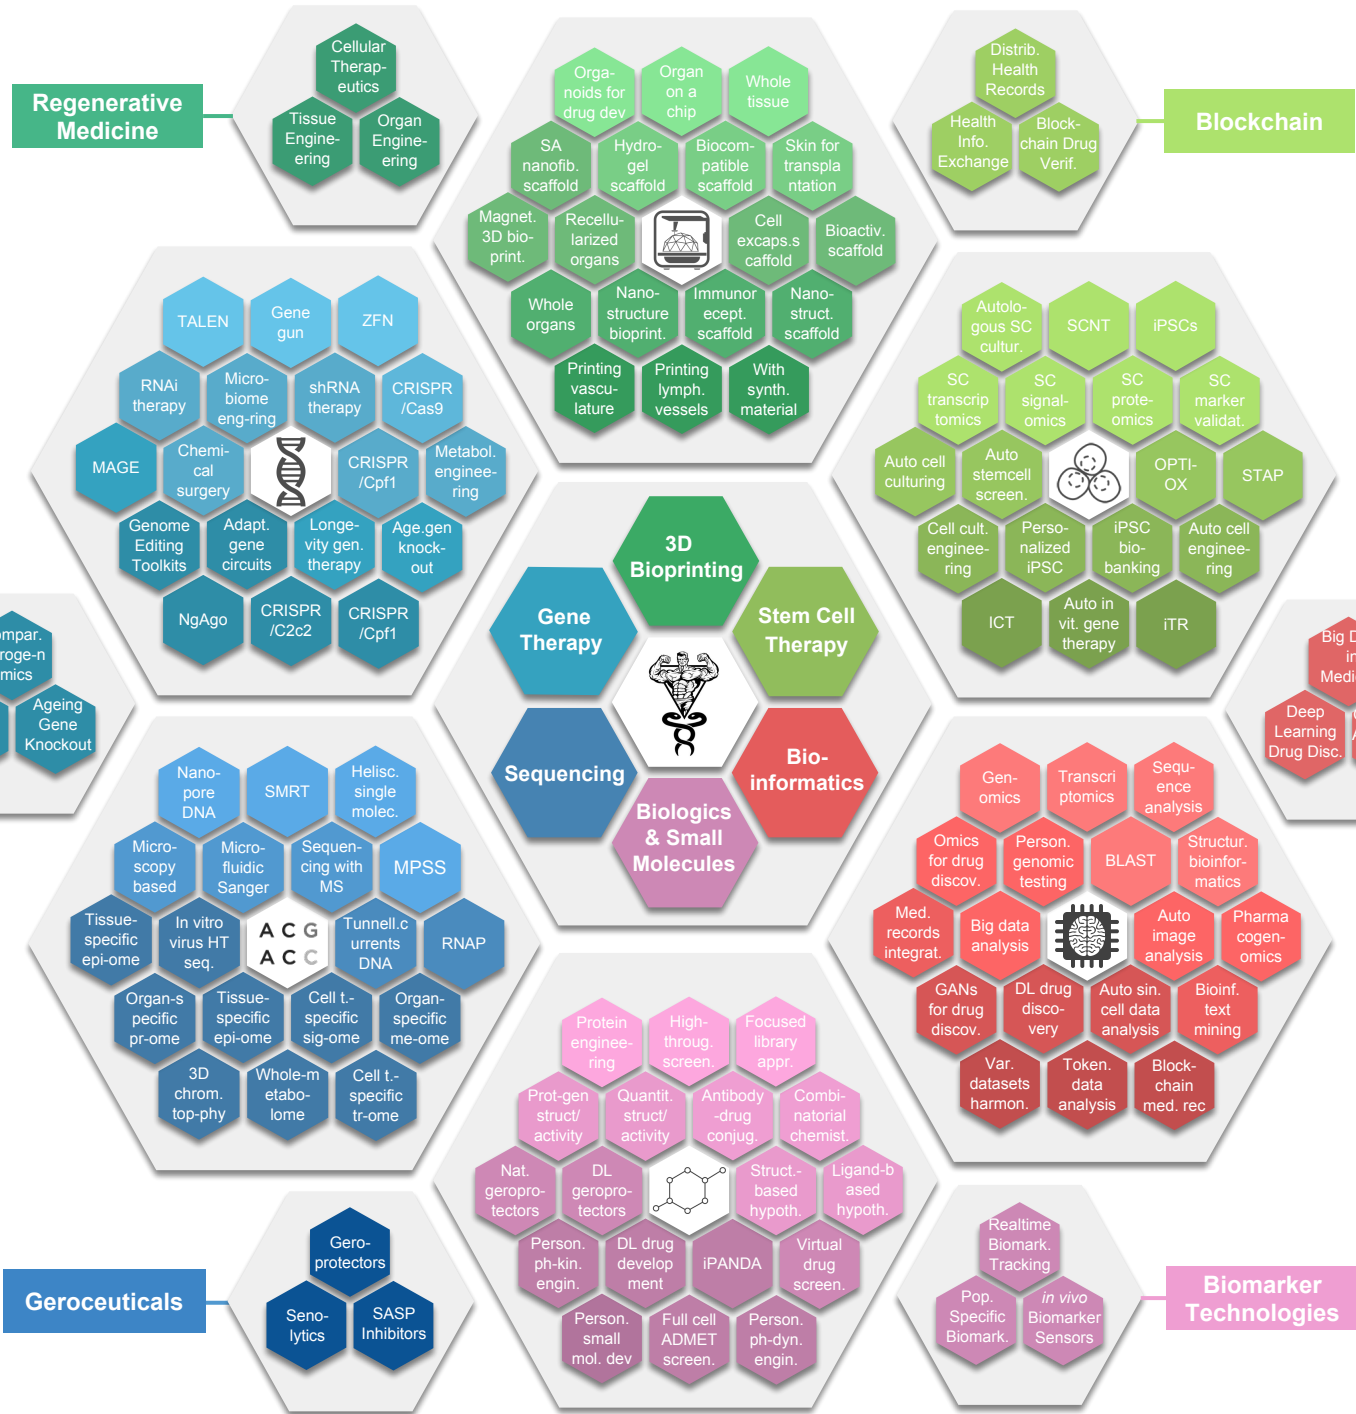 Regenerative
Medicine
Cellular
Therap-
eutics
Tissue
Engine-
ering
Organ
Engine-
ering
Orga-
noids for
drug dev
Organ
on a
chip
Whole
tissue
SA
nanofib.
scaffold
Hydro-
gel
scaffold
Biocom-
patible
scaffold
Skin for
transpla
ntation
Magnet.
3D bio-
print.
Recellu-
larized
organs
Cell
excaps.s
caffold
Bioactiv.
scaffold
Whole
organs
Nano-
structure
bioprint.
Immunor
ecept.
scaffold
Nano-
struct.
scaffold
Printing
vascu-
lature
Printing
lymph.
vessels
With
synth.
material
Distrib.
Health
Records
Health
Info.
Exchange
Block-
chain Drug
Verif.
Blockchain
TALEN
Gene
gun
ZFN
RNAi
therapy
Micro-
biome
eng-ring
shRNA
therapy
CRISPR
/Cas9
MAGE
Chemi-
cal
surgery
CRISPR
/Cpf1
Metabol.
enginee-
ring
Genome
Editing
Toolkits
Adapt.
gene
circuits
Longe-
vity gen.
therapy
Age.gen
knock-
out
NgAgo
CRISPR
/C2c2
CRISPR
/Cpf1
Autolo-
gous SC
cultur.
SCNT
iPSCs
SC
transcrip
tomics
SC
signal-
omics
SC
prote-
omics
SC
marker
validat.
Auto cell
culturing
Auto
stemcell
screen.
OPTI-
OX
STAP
Cell cult.
enginee-
ring
Perso-
nalized
iPSC
iPSC
bio-
banking
Auto cell
enginee-
ring
ICT
Auto in
vit. gene
therapy
iTR
3D
Bioprinting
Gene
Therapy
Stem Cell
Therapy
Sequencing
Bio-
informatics
Biologics
& Small
Molecules
mpar.
roge-n
mics
Ageing
Gene
Knockout
Big D
in
Medic
Deep
Learning
Drug Disc.
Nano-
pore
DNA
SMRT
Helisc.
single
molec.
Micro-
scopy
based
Micro-
fluidic
Sanger
Sequen-
cing with
MS
MPSS
Tissue-
specific
epi-ome
In vitro
virus HT
seq.
A C G
A C C
Tunnell.c
urrents
DNA
RNAP
Organ-s
pecific
pr-ome
Tissue-
specific
epi-ome
Cell t.-
specific
sig-ome
Organ-
specific
me-ome
3D
chrom.
top-phy
Whole-m
etabo-
lome
Cell t.-
specific
tr-ome
Gen-
omics
Transcri
ptomics
Sequ-
ence
analysis
Omics
for drug
discov.
Person.
genomic
testing
BLAST
Structur.
bioinfor-
matics
Med.
records
integrat.
Big data
analysis
Auto
image
analysis
Pharma
cogen-
omics
GANs
for drug
discov.
DL drug
disco-
very
Auto sin.
cell data
analysis
Bioinf.
text
mining
Var.
datasets
harmon.
Token.
data
analysis
Block-
chain
med. rec
Protein
enginee-
ring
High-
throug.
screen.
Focused
library
appr.
Prot-gen
struct/
activity
Quantit.
struct/
activity
Antibody
-drug
conjug.
Combi-
natorial
chemist.
Nat.
geropro-
tectors
DL
geropro-
tectors
Struct.-
based
hypoth.
Ligand-b
ased
hypoth.
Person.
ph-kin.
engin.
DL drug
develop
ment
iPANDA
Virtual
drug
screen.
Person.
small
mol. dev
Full cell
ADMET
screen.
Person.
ph-dyn.
engin.
Geroceuticals
Gero-
protectors
Seno-
lytics
SASP
Inhibitors
Realtime
Biomark.
Tracking
Pop.
Specific
Biomark.
in vivo
Biomarker
Sensors
Biomarker
Technologies